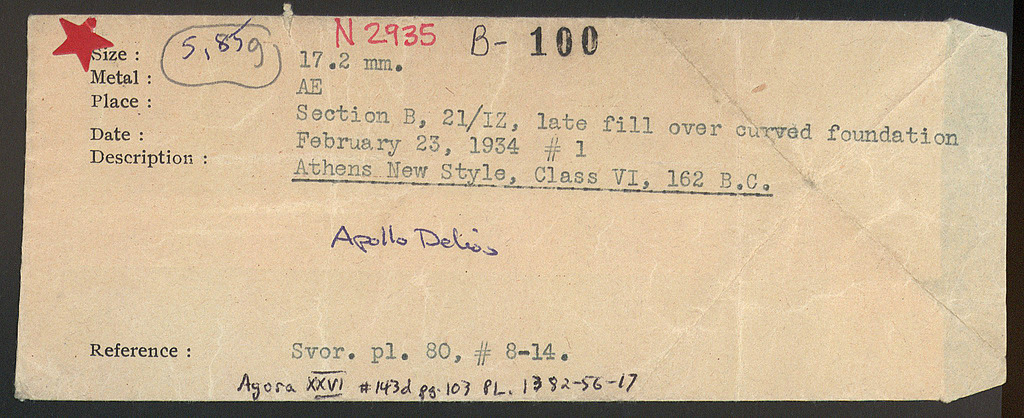 N 2935 B- 100
5,85g
Size : 17.2 mm.
Metal : AE
Place : Section B, 21/IZ, late fill over curved foundation
Date : February 23, 1934 # 1
Description : Athens New Style, Class VI, 162 B.C.
Apollo Delios
Reference : Svor. pl. 80, # 8-14.
Agora XXVI #143d pg. 103 PL. 13 82-56-17